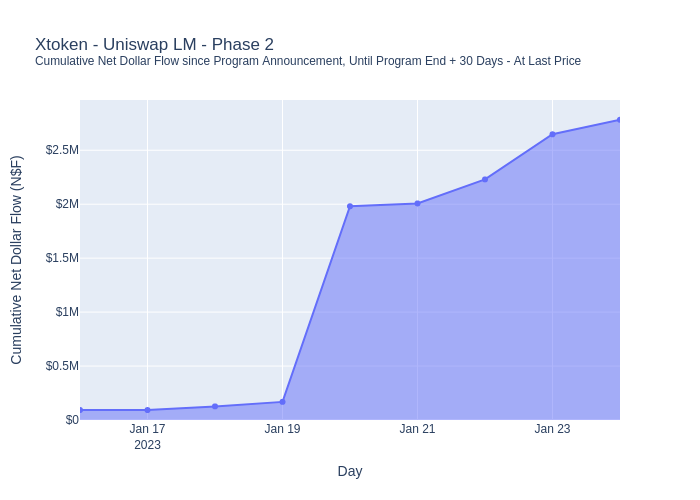 Xtoken - Uniswap LM - Phase 2
Cumulative Net Dollar Flow since Program Announcement, Until Program End + 30 Days - At Last Price
Cumulative Net Dollar Flow (N$F)
$2.5M
$2M
$1.5M
$1M
$0.5M
$0
Jan 17
2023
Jan 19
Jan 21
Jan 23
Day